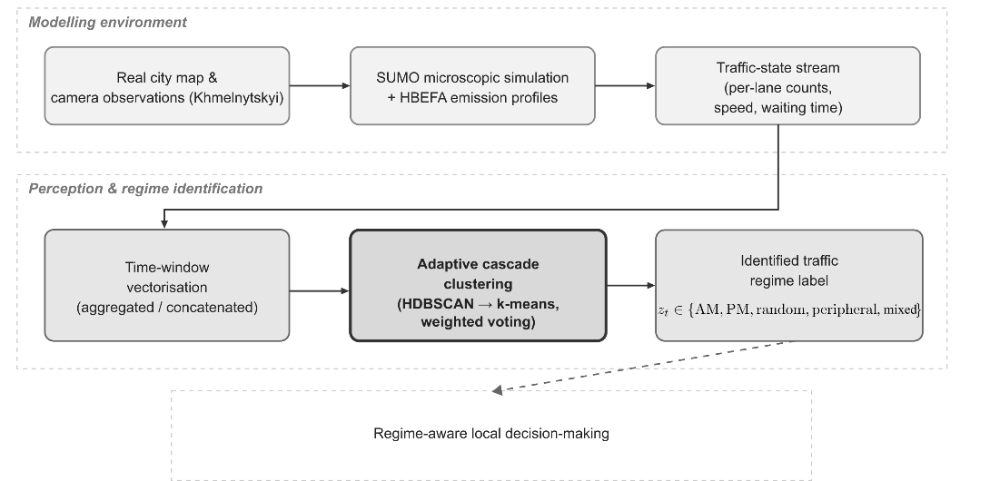 Modelling environment
Real city map &
camera observations (Khmelnytskyi)
SUMO microscopic simulation
+ HBEFA emission profiles
Traffic-state stream
(per-lane counts,
speed, waiting time)
Perception & regime identification
Time-window
vectorisation
(aggregated / concatenated)
Adaptive cascade
clustering
(HDBSCAN → k-means,
weighted voting)
Identified traffic
regime label
z_t ∈ {AM, PM, random, peripheral, mixed}
Regime-aware local decision-making